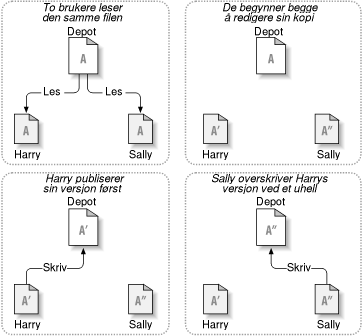 To brukere leser
den samme filen
Depot
A
Les
Les
A
A
Harry
Sally
De begynner begge
å redigere sin kopi
Depot
A
A'
A"
Harry
Sally
Harry publiserer
sin versjon først
Depot
A'
Skriv
A'
A"
Harry
Sally
Sally overskriver Harrys
versjon ved et uhell
Depot
A"
Skriv
A'
A"
Harry
Sally